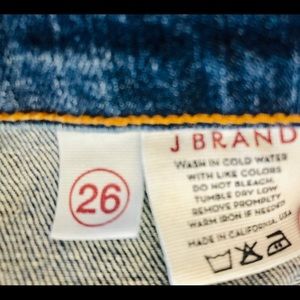 26
J BRAND
WASH IN COLD WATER
WITH LIKE COLORS
DO NOT BLEACH.
TUMBLE DRY LOW
REMOVE PROMPTLY
WARM IRON IF NEEDED
MADE IN CALIFORNIA, USA